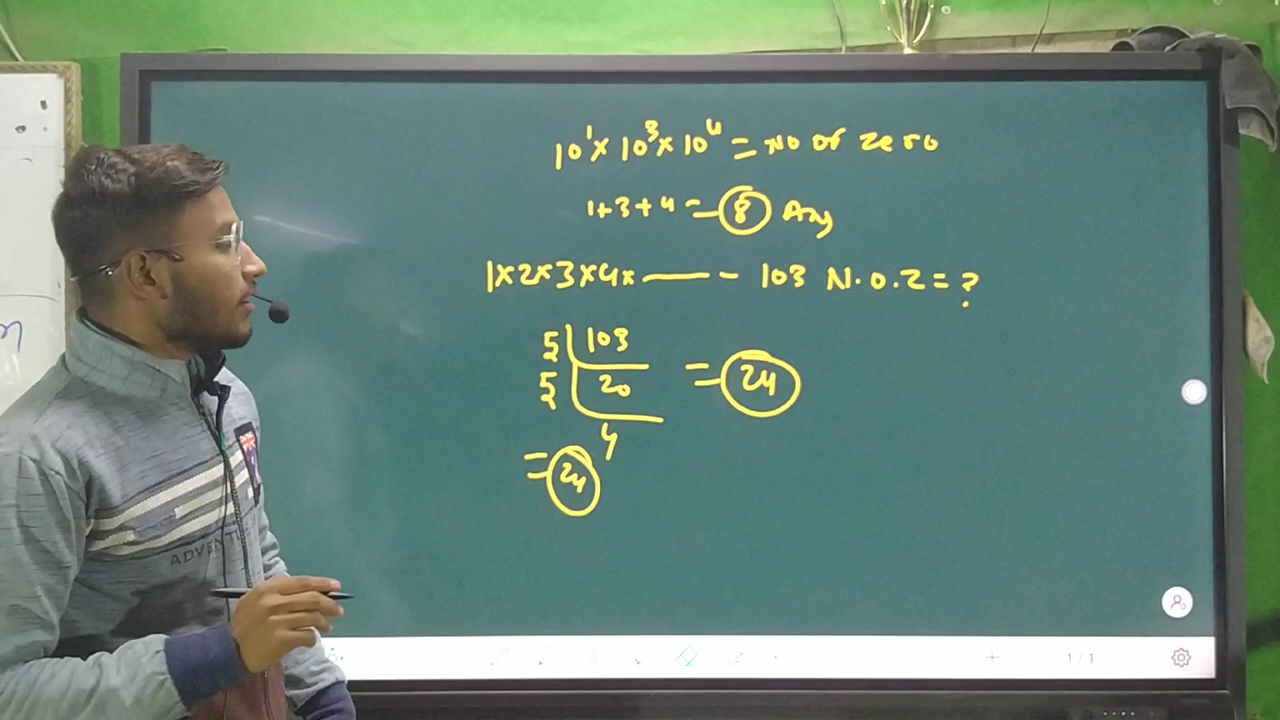 10¹ × 10³ × 10⁴ = No of zero
1+3+4 = 8 Ans
1×2×3×4× —— - 103 N.O.Z = ?
5 | 103
5 | 20 = 24
4
= 24
ADVENT
1/1